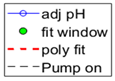 adj pH
fit window
poly fit
Pump on